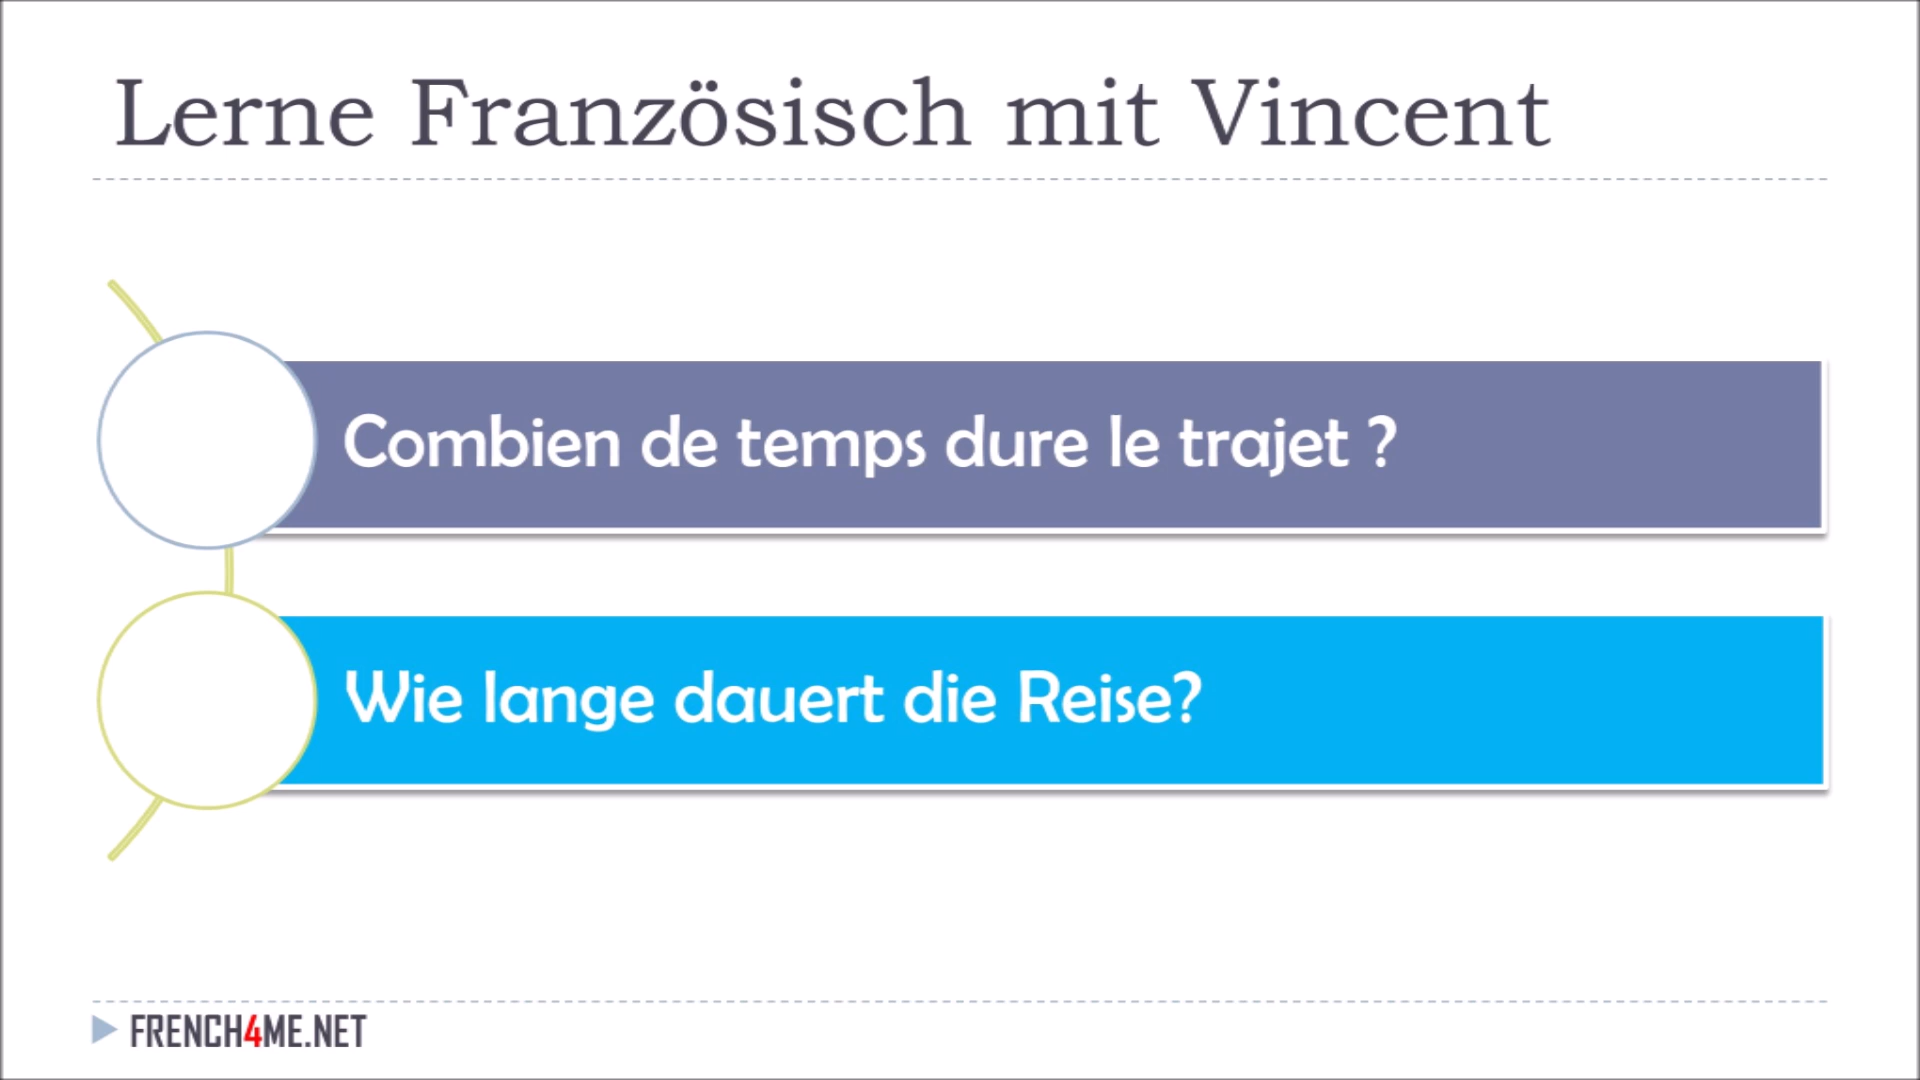 Lerne Französisch mit Vincent
Combien de temps dure le trajet ?
Wie lange dauert die Reise?
FRENCH4ME.NET